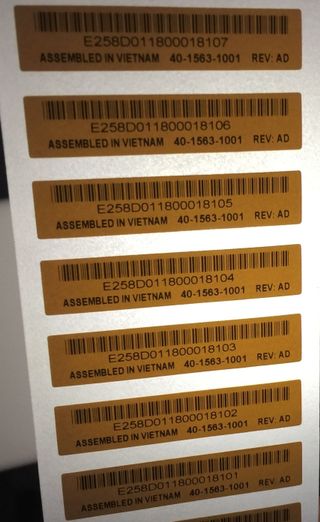 E258D011800018107
ASSEMBLED IN VIETNAM 40-1563-1001 REV: AD
E258D011800018106
ASSEMBLED IN VIETNAM 40-1563-1001 REV: AD
E258D011800018105
ASSEMBLED IN VIETNAM 40-1563-1001 REV: AD
E258D011800018104
ASSEMBLED IN VIETNAM 40-1563-1001 REV: AD
E258D011800018103
ASSEMBLED IN VIETNAM 40-1563-1001 REV: AD
E258D011800018102
ASSEMBLED IN VIETNAM 40-1563-1001 REV: AD
E258D011800018101
ASSEMBLED IN VIETNAM 40-1563-1001 REV: AD